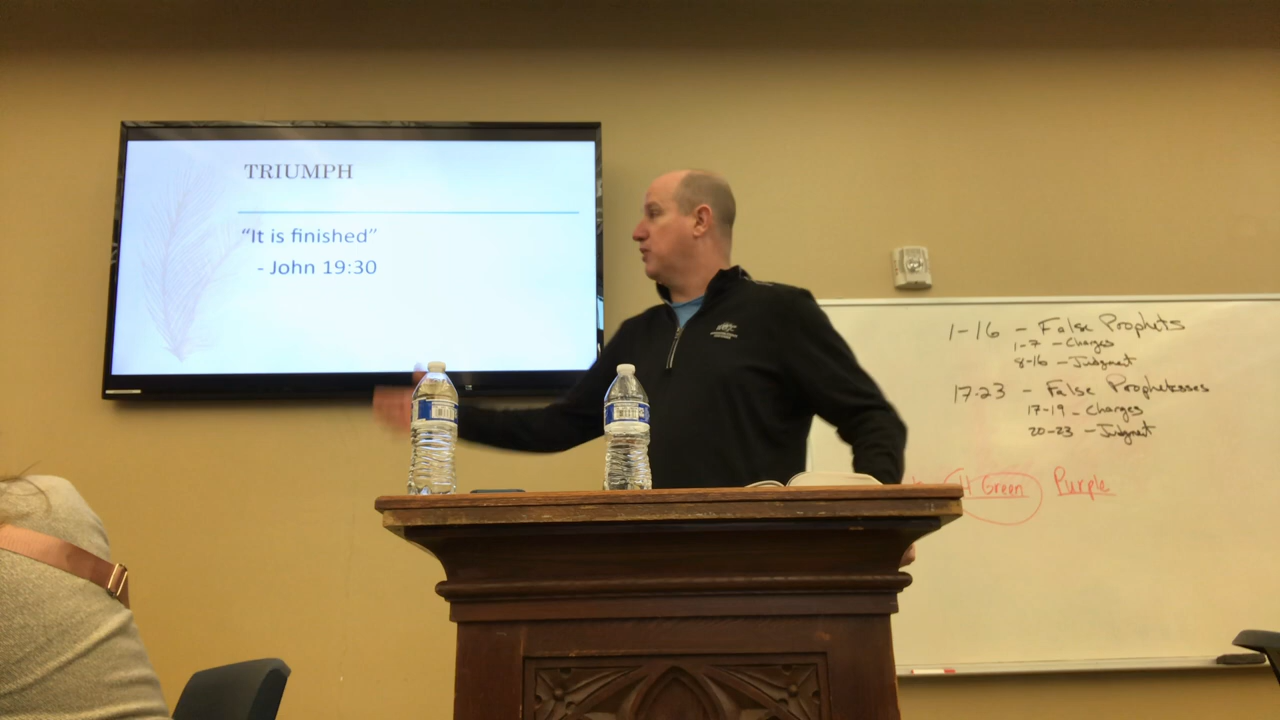 TRIUMPH
“It is finished”
- John 19:30
1-16 - False Prophets
1-7 - Charges
8-16 - Judgment
17-23 - False Prophetesses
17-19 - Charges
20-23 - Judgment
H Green Purple